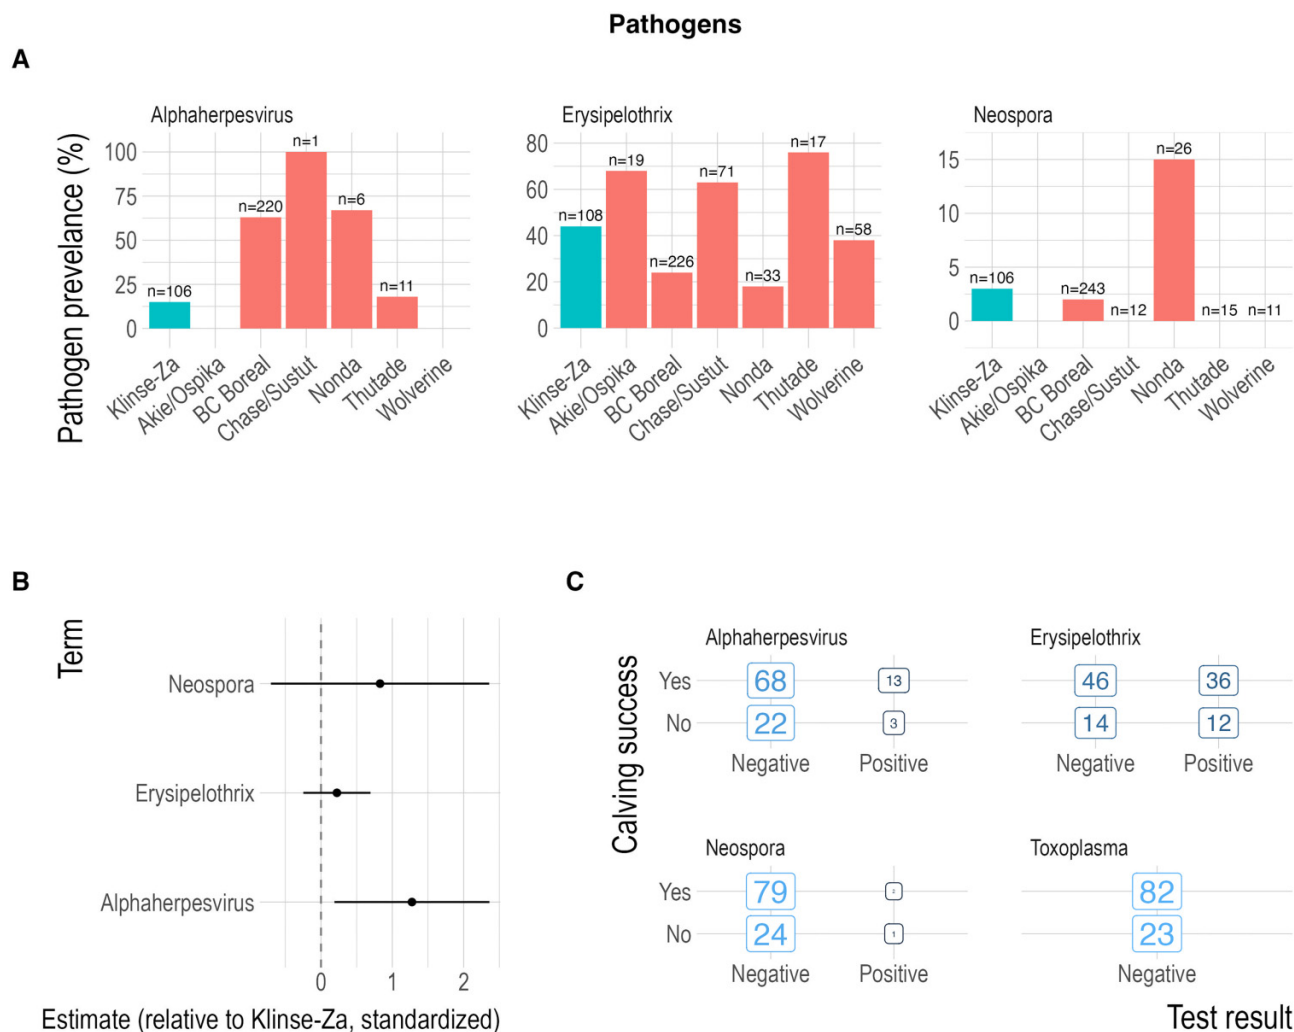 Pathogens
A
Pathogen prevelance (%)
Alphaherpesvirus
100
75
50
25
0
n=106
n=220
n=1
n=6
n=11
Klinse-Za
Akie/Ospika
BC Boreal
Chase/Sustut
Nonda
Thutade
Wolverine
Erysipelothrix
80
60
40
20
0
n=108
n=19
n=226
n=71
n=33
n=17
n=58
Klinse-Za
Akie/Ospika
BC Boreal
Chase/Sustut
Nonda
Thutade
Wolverine
Neospora
15
10
5
0
n=106
n=243
n=12
n=26
n=15
n=11
Klinse-Za
Akie/Ospika
BC Boreal
Chase/Sustut
Nonda
Thutade
Wolverine
B
Term
Neospora
Erysipelothrix
Alphaherpesvirus
0 1 2
Estimate (relative to Klinse-Za, standardized)
C
Calving success
Alphaherpesvirus
Yes 68 13
No 22 3
Negative Positive
Erysipelothrix
46 36
14 12
Negative Positive
Neospora
Yes 79 2
No 24 1
Negative Positive
Toxoplasma
82
23
Negative
Test result